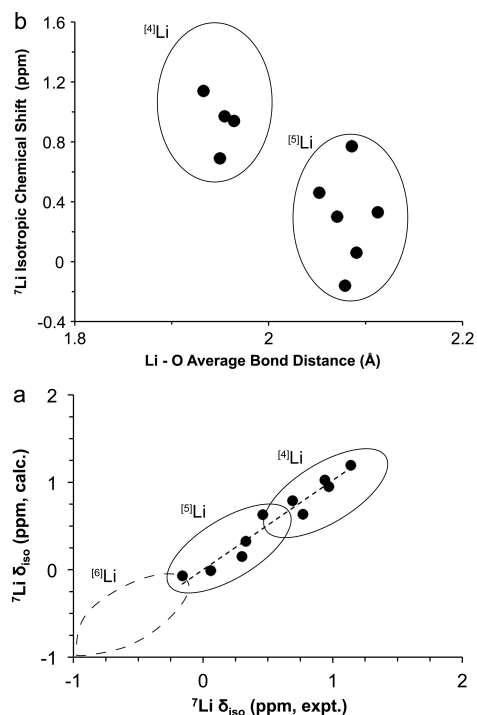 b
1.6
1.2
0.8
0.4
0
-0.4
⁷Li Isotropic Chemical Shift (ppm)
[4]Li
[5]Li
1.8
2
2.2
Li - O Average Bond Distance (Å)
a
2
1
0
-1
⁷Li δiso (ppm, calc.)
[4]Li
[5]Li
[6]Li
-1
0
1
2
⁷Li δiso (ppm, expt.)